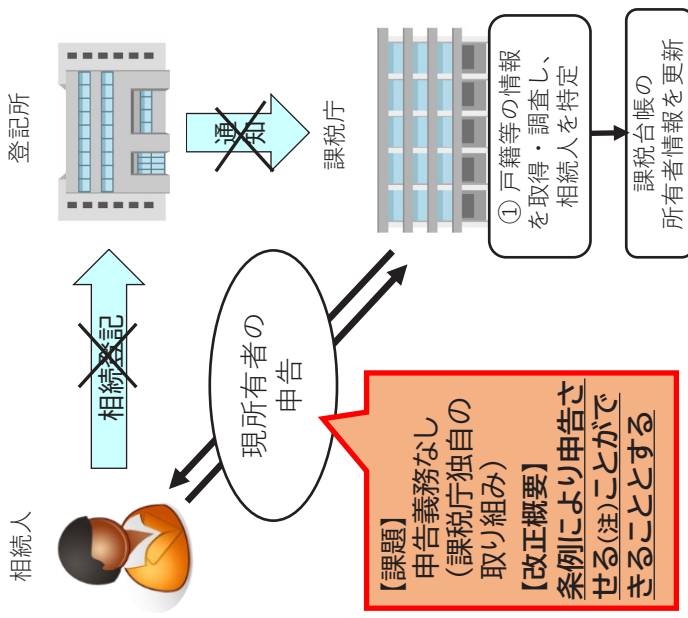 相続人
相続登記
登記所
通知
課税庁
現所有者の
申告
① 戸籍等の情報
を取得・調査し、
相続人を特定
課税台帳の
所有者情報を更新
【課題】
申告義務なし
(課税庁独自の
取り組み)
【改正概要】
条例により申告さ
せる(注)ことがで
きることとする